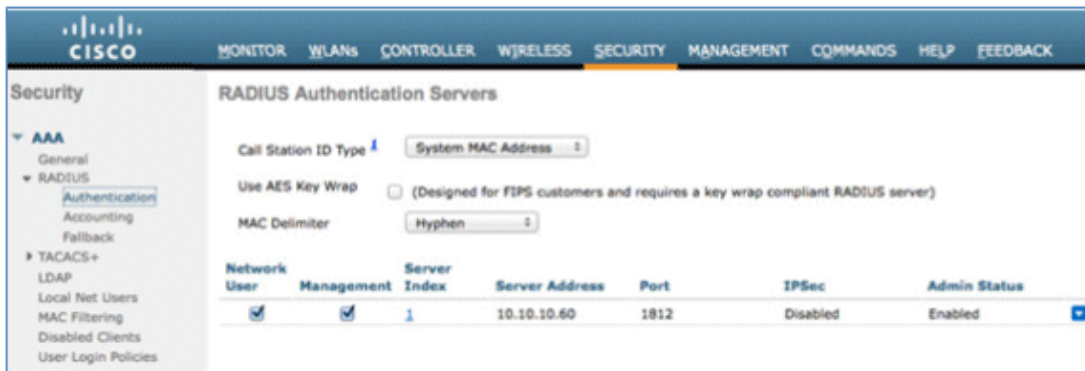 CISCO
MONITOR WLANs CONTROLLER WIRELESS SECURITY MANAGEMENT COMMANDS HELP FEEDBACK
Security
AAA
General
RADIUS
Authentication
Accounting
Fallback
TACACS+
LDAP
Local Net Users
MAC Filtering
Disabled Clients
User Login Policies
RADIUS Authentication Servers
Call Station ID Type 1 System MAC Address
Use AES Key Wrap (Designed for FIPS customers and requires a key wrap compliant RADIUS server)
MAC Delimiter Hyphen
Network User Management Server Index Server Address Port IPSec Admin Status
1 10.10.10.60 1812 Disabled Enabled